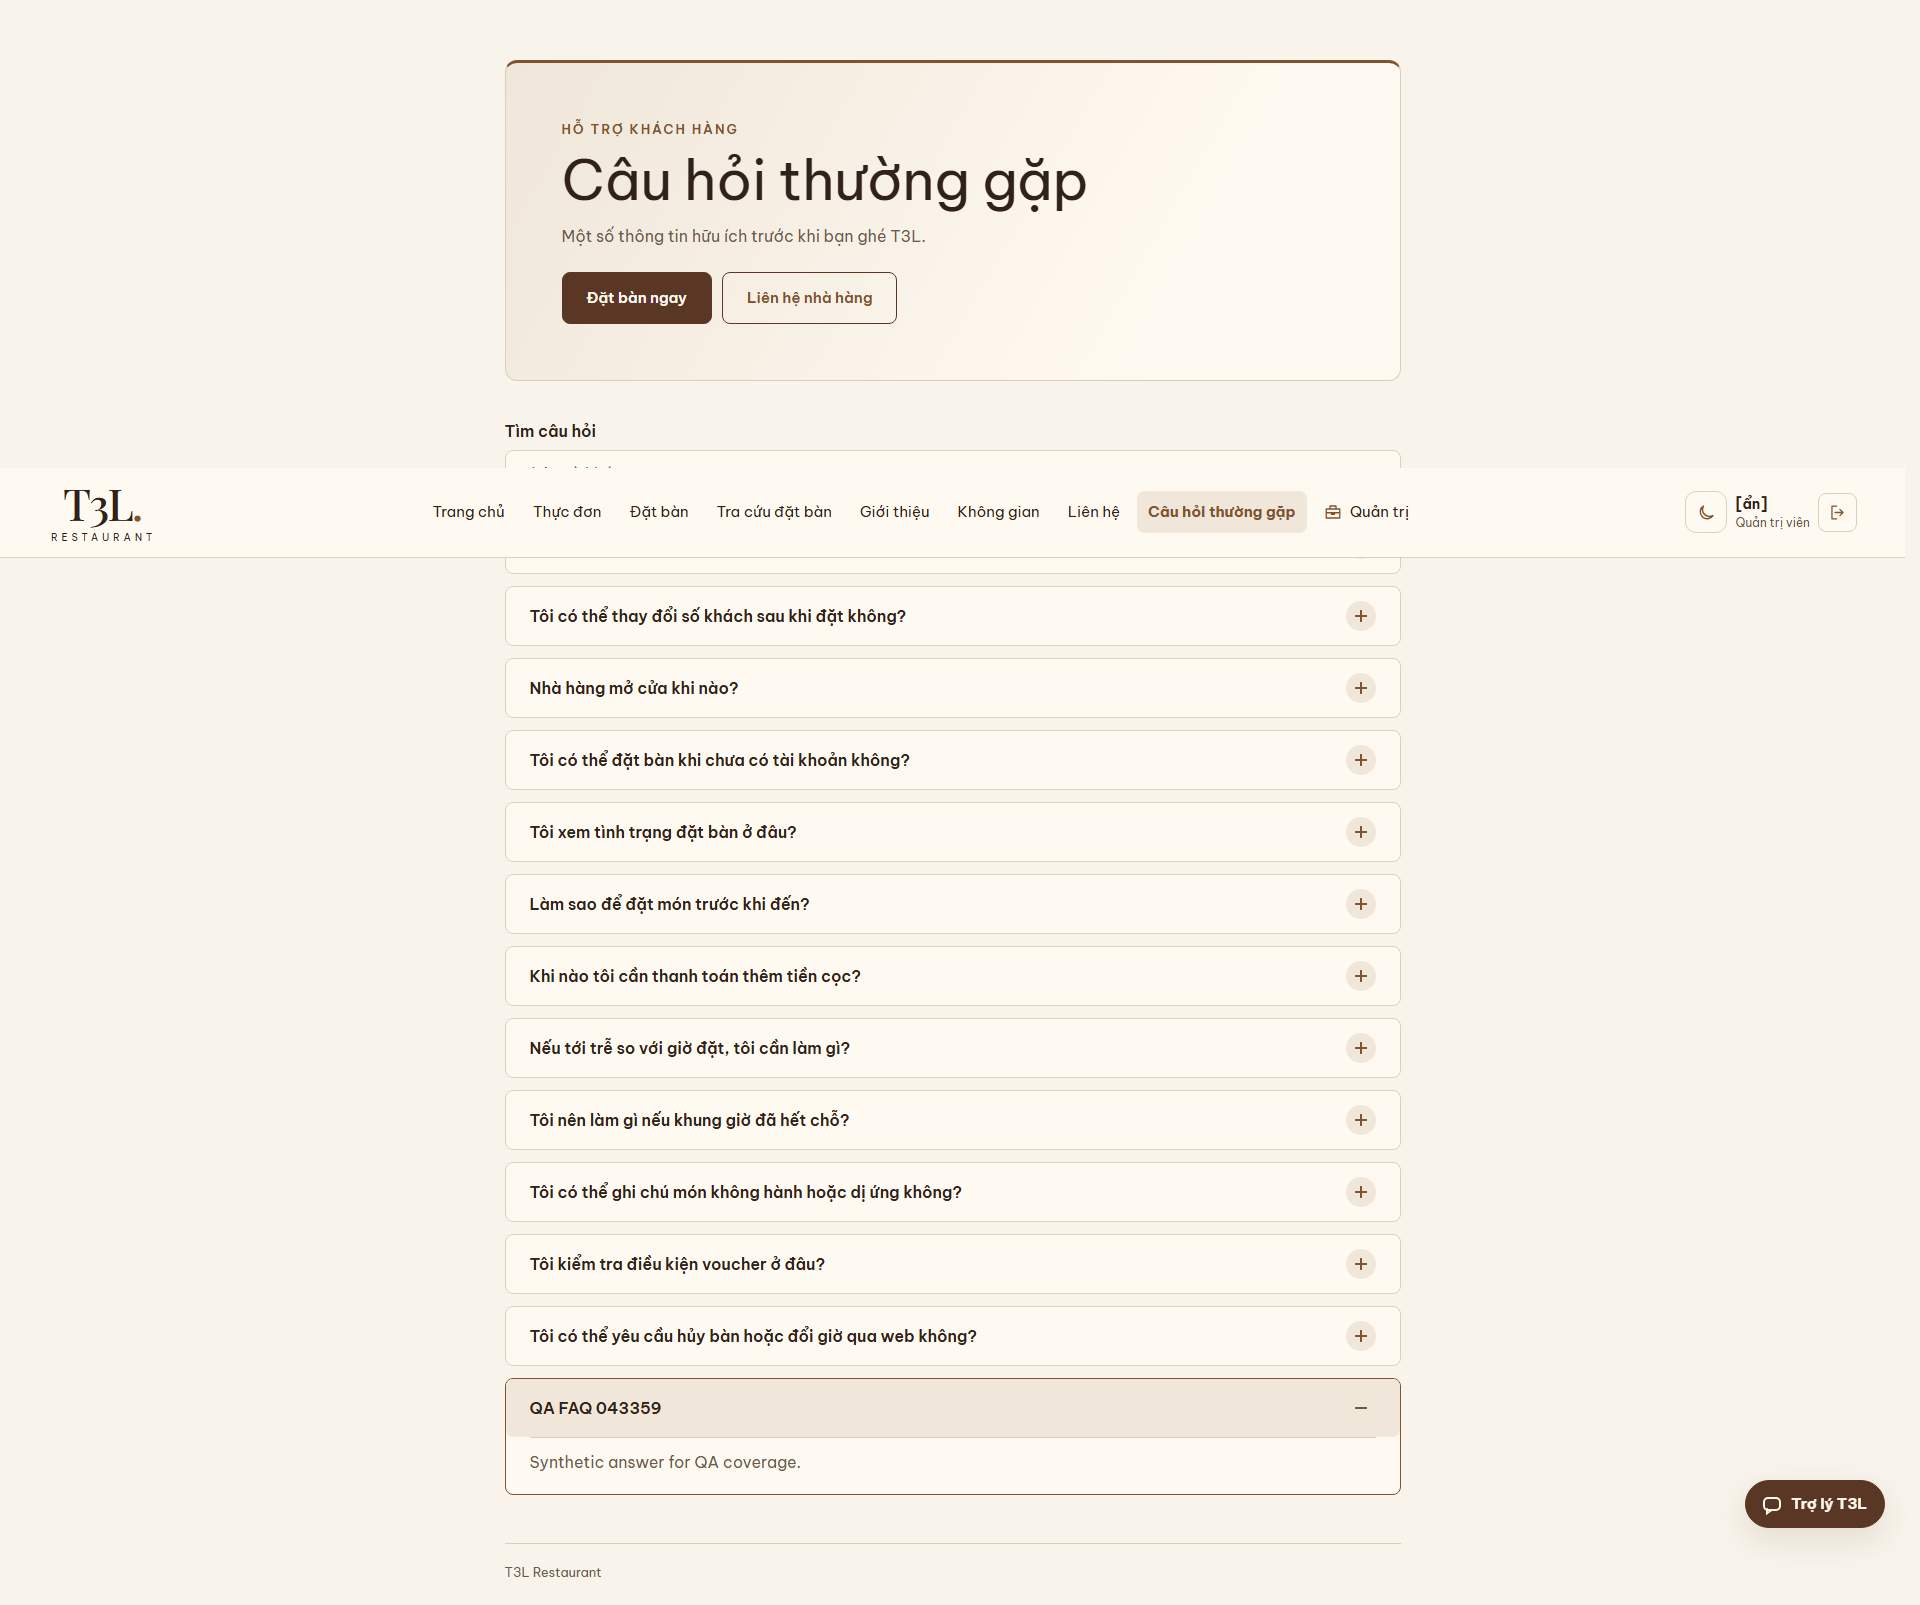 HỖ TRỢ KHÁCH HÀNG
Câu hỏi thường gặp
Một số thông tin hữu ích trước khi bạn ghé T3L.
Đặt bàn ngay
Liên hệ nhà hàng
Tìm câu hỏi
T3L.
RESTAURANT
Trang chủ
Thực đơn
Đặt bàn
Tra cứu đặt bàn
Giới thiệu
Không gian
Liên hệ
Câu hỏi thường gặp
Quản trị
[ẩn]
Quản trị viên
Tôi có thể thay đổi số khách sau khi đặt không?
Nhà hàng mở cửa khi nào?
Tôi có thể đặt bàn khi chưa có tài khoản không?
Tôi xem tình trạng đặt bàn ở đâu?
Làm sao để đặt món trước khi đến?
Khi nào tôi cần thanh toán thêm tiền cọc?
Nếu tới trễ so với giờ đặt, tôi cần làm gì?
Tôi nên làm gì nếu khung giờ đã hết chỗ?
Tôi có thể ghi chú món không hành hoặc dị ứng không?
Tôi kiểm tra điều kiện voucher ở đâu?
Tôi có thể yêu cầu hủy bàn hoặc đổi giờ qua web không?
QA FAQ 043359
Synthetic answer for QA coverage.
Trợ lý T3L
T3L Restaurant